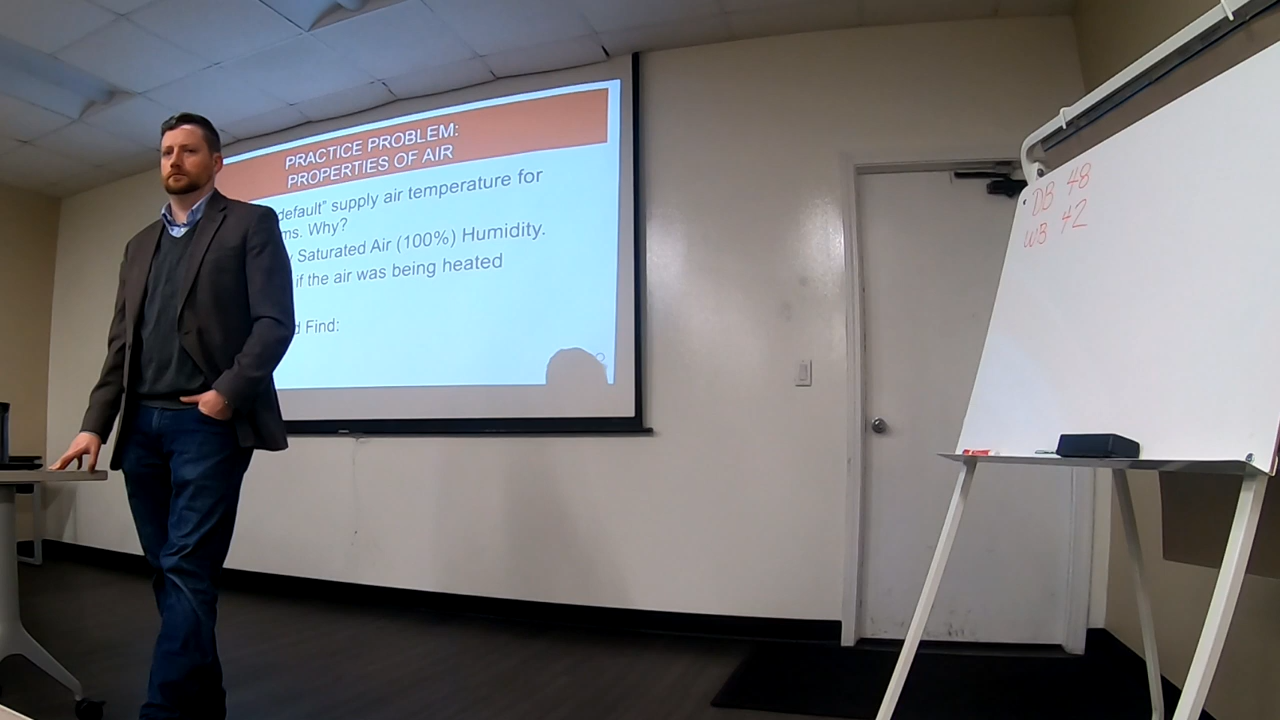 PRACTICE PROBLEM:
PROPERTIES OF AIR
default” supply air temperature for
ms. Why?
Saturated Air (100%) Humidity.
if the air was being heated
d Find:
DB 48
WB 42